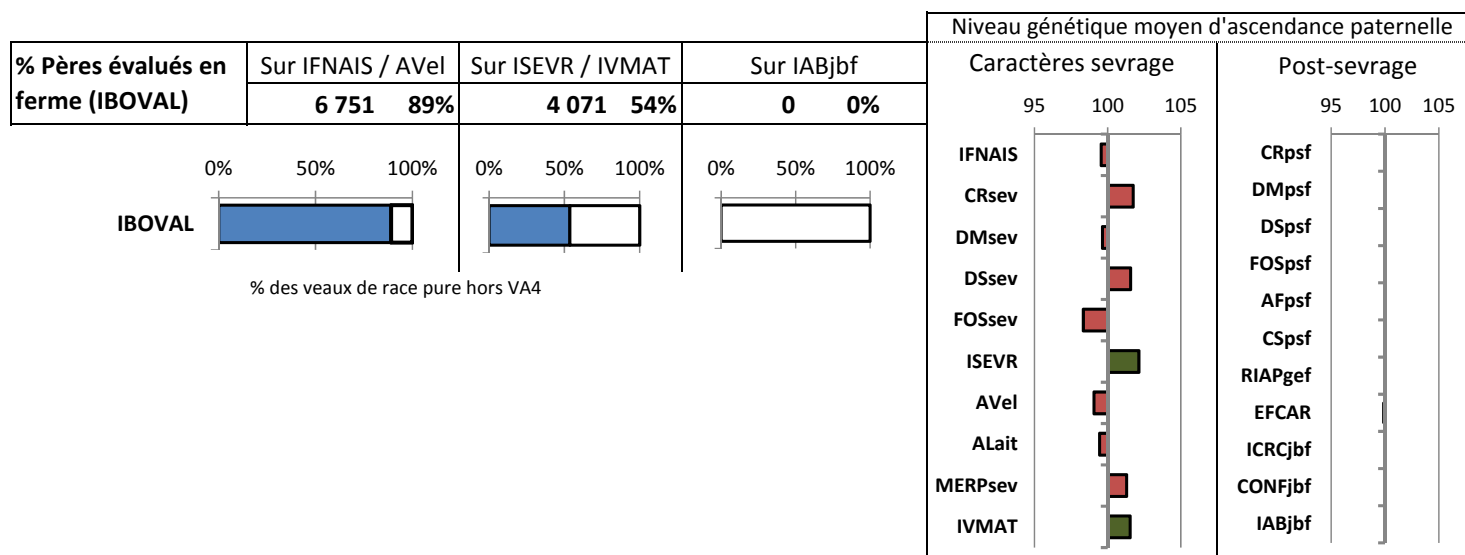 Niveau génétique moyen d'ascendance paternelle
% Pères évalués en ferme (IBOVAL)
Sur IFNAIS / AVel Sur ISEVR / IVMAT Sur IABjbf
6 751 89% 4 071 54% 0 0%
Caractères sevrage Post-sevrage
95 100 105 95 100 105
0% 50% 100% 0% 50% 100% 0% 50% 100%
IBOVAL
% des veaux de race pure hors VA4
IFNAIS
CRsev
DMsev
DSsev
FOSsev
ISEVR
AVel
ALait
MERPsev
IVMAT
CRpsf
DMpsf
DSpsf
FOSpsf
AFpsf
CSpsf
RIAPgef
EFCAR
ICRCjbf
CONFjbf
IABjbf